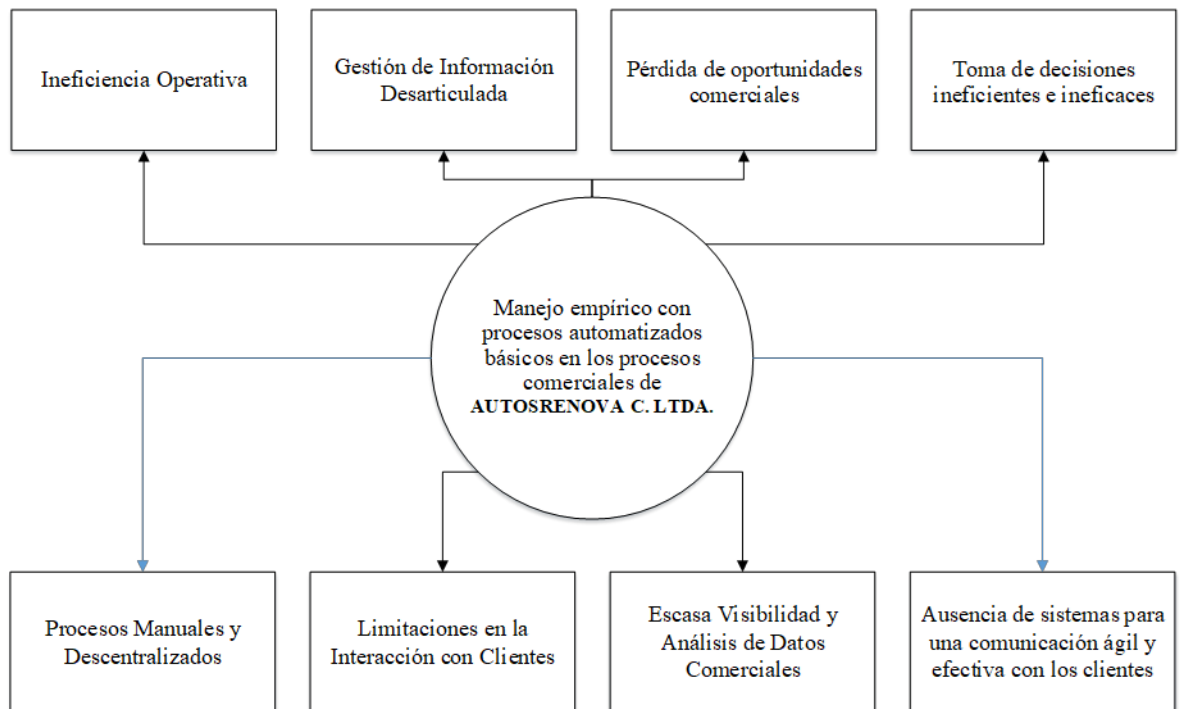 Ineficiencia Operativa
Gestión de Información
Desarticulada
Pérdida de oportunidades
comerciales
Toma de decisiones
ineficientes e ineficaces
Manejo empírico con
procesos automatizados
básicos en los procesos
comerciales de
AUTOSRENOVA C. LTDA.
Procesos Manuales y
Descentralizados
Limitaciones en la
Interacción con Clientes
Escasa Visibilidad y
Análisis de Datos
Comerciales
Ausencia de sistemas para
una comunicación ágil y
efectiva con los clientes